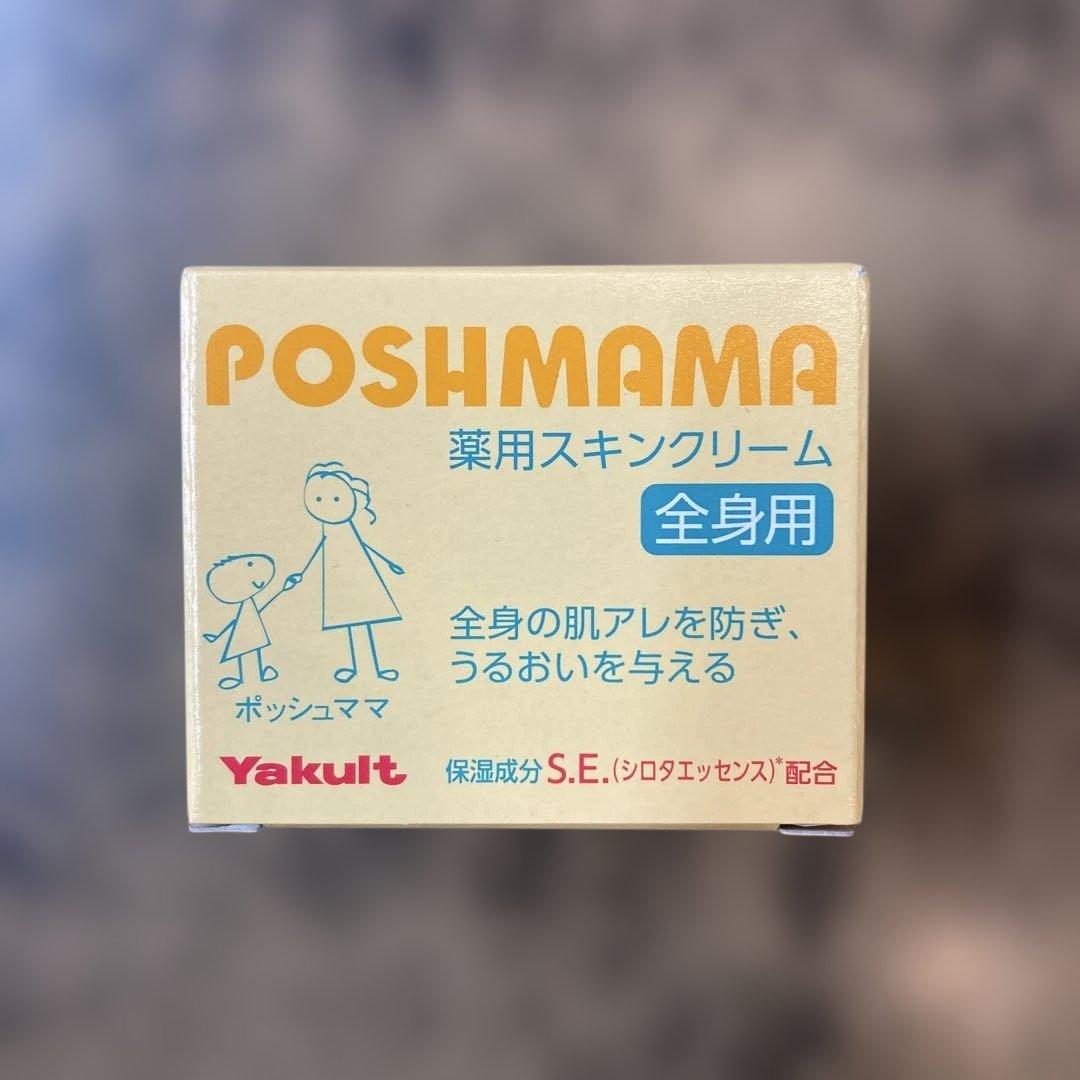 POSHMAMA
薬用スキンクリーム
全身用
全身の肌アレを防ぎ、
うるおいを与える
ポッシュママ
Yakult
保湿成分 S.E.(シロタエッセンス)*配合